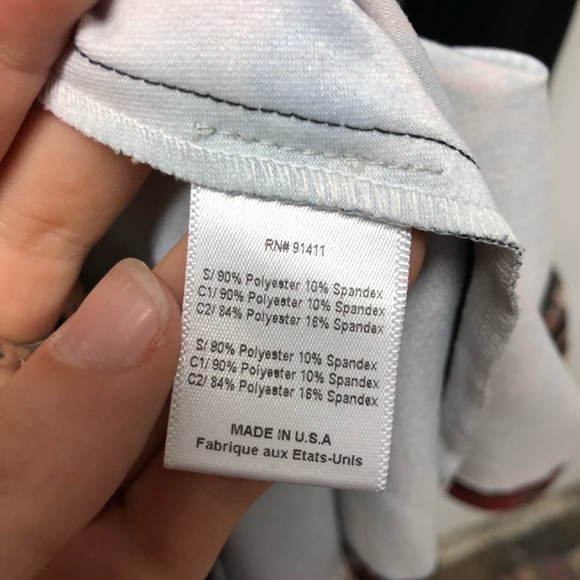 RN# 91411
S/ 90% Polyester 10% Spandex
C1/ 90% Polyester 10% Spandex
C2/ 84% Polyester 16% Spandex
S/ 90% Polyester 10% Spandex
C1/ 90% Polyester 10% Spandex
C2/ 84% Polyester 16% Spandex
MADE IN U.S.A
Fabrique aux Etats-Unis